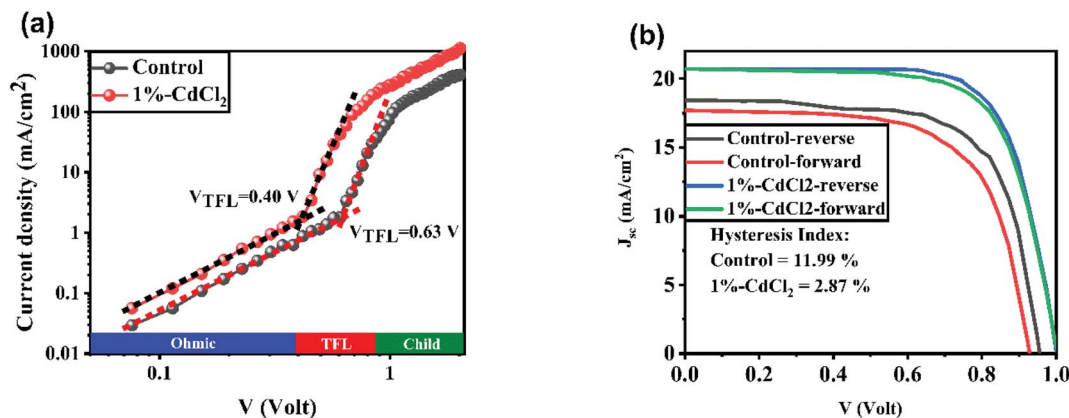 (a)
Current density (mA/cm²)
1000
100
10
1
0.1
0.01
Control
1%-CdCl₂
V_TFL=0.40 V
V_TFL=0.63 V
Ohmic
TFL
Child
0.1
1
V (Volt)
(b)
J_sc (mA/cm²)
20
15
10
5
0
Control-reverse
Control-forward
1%-CdCl2-reverse
1%-CdCl2-forward
Hysteresis Index:
Control = 11.99 %
1%-CdCl₂ = 2.87 %
0.0
0.2
0.4
0.6
0.8
1.0
V (Volt)